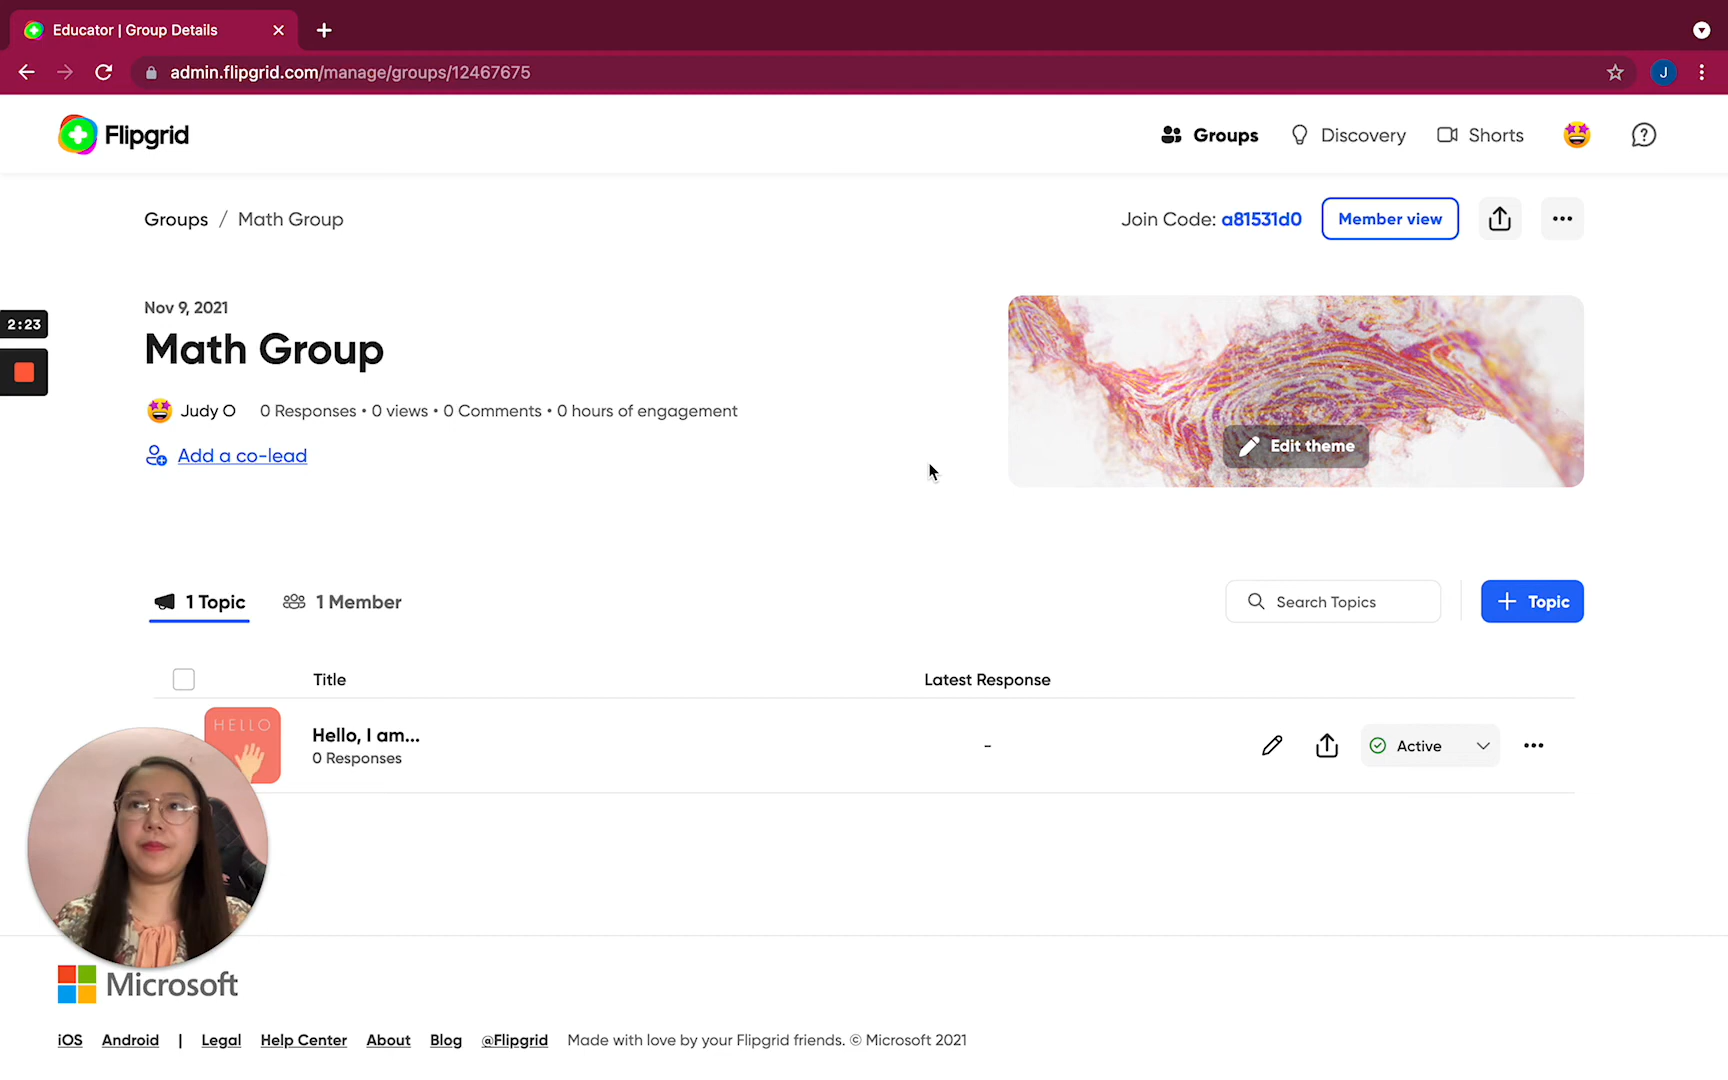 Educator | Group Details
admin.flipgrid.com/manage/groups/12467675
J
Flipgrid
Groups
Discovery
Shorts
Groups / Math Group
Join Code: a81531d0
Member view
2:23
Nov 9, 2021
Math Group
Judy O 0 Responses • 0 views • 0 Comments • 0 hours of engagement
Add a co-lead
Edit theme
1 Topic
1 Member
Search Topics
+ Topic
Title
Latest Response
HELLO
Hello, I am...
0 Responses
-
Active
Microsoft
iOS Android | Legal Help Center About Blog @Flipgrid Made with love by your Flipgrid friends. © Microsoft 2021